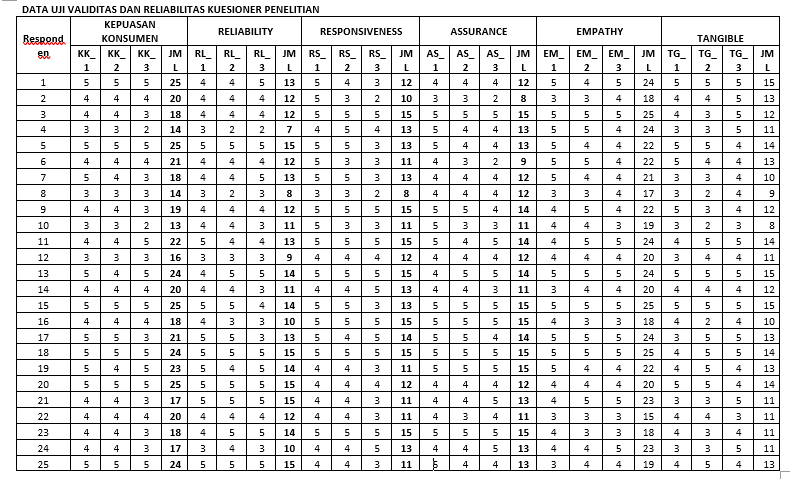 DATA UJI VALIDITAS DAN RELIABILITAS KUESIONER PENELITIAN
Responden KEPUASAN KONSUMEN RELIABILITY RESPONSIVENESS ASSURANCE EMPATHY TANGIBLE
KK_1 KK_2 KK_3 JML RL_1 RL_2 RL_3 JML RS_1 RS_2 RS_3 JML AS_1 AS_2 AS_3 JML EM_1 EM_2 EM_3 JML TG_1 TG_2 TG_3 JML
1 5 5 5 25 4 4 5 13 5 4 3 12 4 4 4 12 5 4 5 24 5 5 5 15
2 4 4 4 20 4 4 4 12 5 3 2 10 3 3 2 8 3 3 4 18 4 4 5 13
3 4 4 3 18 4 4 4 12 5 5 5 15 5 5 5 15 5 5 5 25 4 3 5 12
4 3 3 2 14 3 2 2 7 4 5 4 13 5 4 4 13 5 5 4 24 3 3 5 11
5 5 5 5 25 5 5 5 15 5 5 3 13 5 4 4 13 5 4 4 22 5 5 4 14
6 4 4 4 21 4 4 4 12 5 3 3 11 4 3 2 9 5 5 4 22 5 4 4 13
7 5 4 3 18 4 4 5 13 5 5 3 13 4 4 4 12 5 4 4 21 3 3 4 10
8 3 3 3 14 3 2 3 8 3 3 2 8 4 4 4 12 3 3 4 17 3 2 4 9
9 4 4 3 19 4 4 4 12 5 5 5 15 5 5 4 14 4 5 4 22 5 3 4 12
10 3 3 2 13 4 4 3 11 5 3 3 11 5 3 3 11 4 4 3 19 3 2 3 8
11 4 4 5 22 5 4 4 13 5 5 5 15 5 4 5 14 4 5 5 24 5 4 5 14
12 3 3 3 16 3 3 3 9 4 4 4 12 4 4 4 12 4 4 4 20 3 4 4 11
13 5 4 5 24 5 4 5 14 5 5 5 15 5 4 5 14 5 5 5 24 5 5 5 15
14 4 4 4 20 4 4 3 11 4 4 5 13 4 4 3 11 3 4 4 20 4 4 4 12
15 5 5 5 25 5 5 4 14 5 5 3 13 5 5 5 15 5 5 5 25 5 5 5 15
16 4 4 4 18 4 3 3 10 5 5 5 15 5 5 5 15 4 3 3 18 4 2 4 10
17 5 5 3 21 5 5 3 13 5 4 5 14 5 5 4 14 5 5 5 24 3 5 5 13
18 5 5 5 24 5 5 5 15 5 5 5 15 5 5 5 15 5 5 5 25 4 5 5 14
19 5 4 5 23 5 4 5 14 4 4 3 11 5 5 5 15 5 4 4 22 4 5 4 13
20 5 5 4 25 5 5 5 15 4 4 4 12 4 4 4 12 4 4 4 20 5 5 4 14
21 4 4 3 17 5 5 5 15 4 4 3 11 4 4 5 13 4 5 5 23 3 3 5 11
22 4 4 4 20 4 4 4 12 4 4 3 11 4 3 4 11 3 3 3 15 4 4 3 11
23 4 4 3 18 4 5 5 14 5 5 5 15 5 5 5 15 4 3 3 18 4 3 4 11
24 4 4 3 17 4 3 3 10 4 4 5 13 4 4 5 13 4 4 5 23 3 3 5 11
25 5 5 5 24 5 5 5 15 4 4 3 11 5 4 4 13 3 4 4 19 4 5 4 13